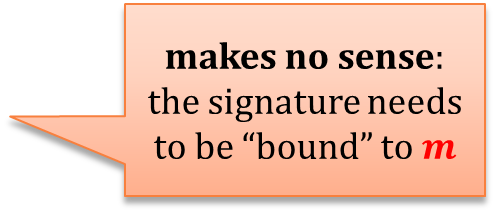 makes no sense:
the signature needs
to be “bound” to m